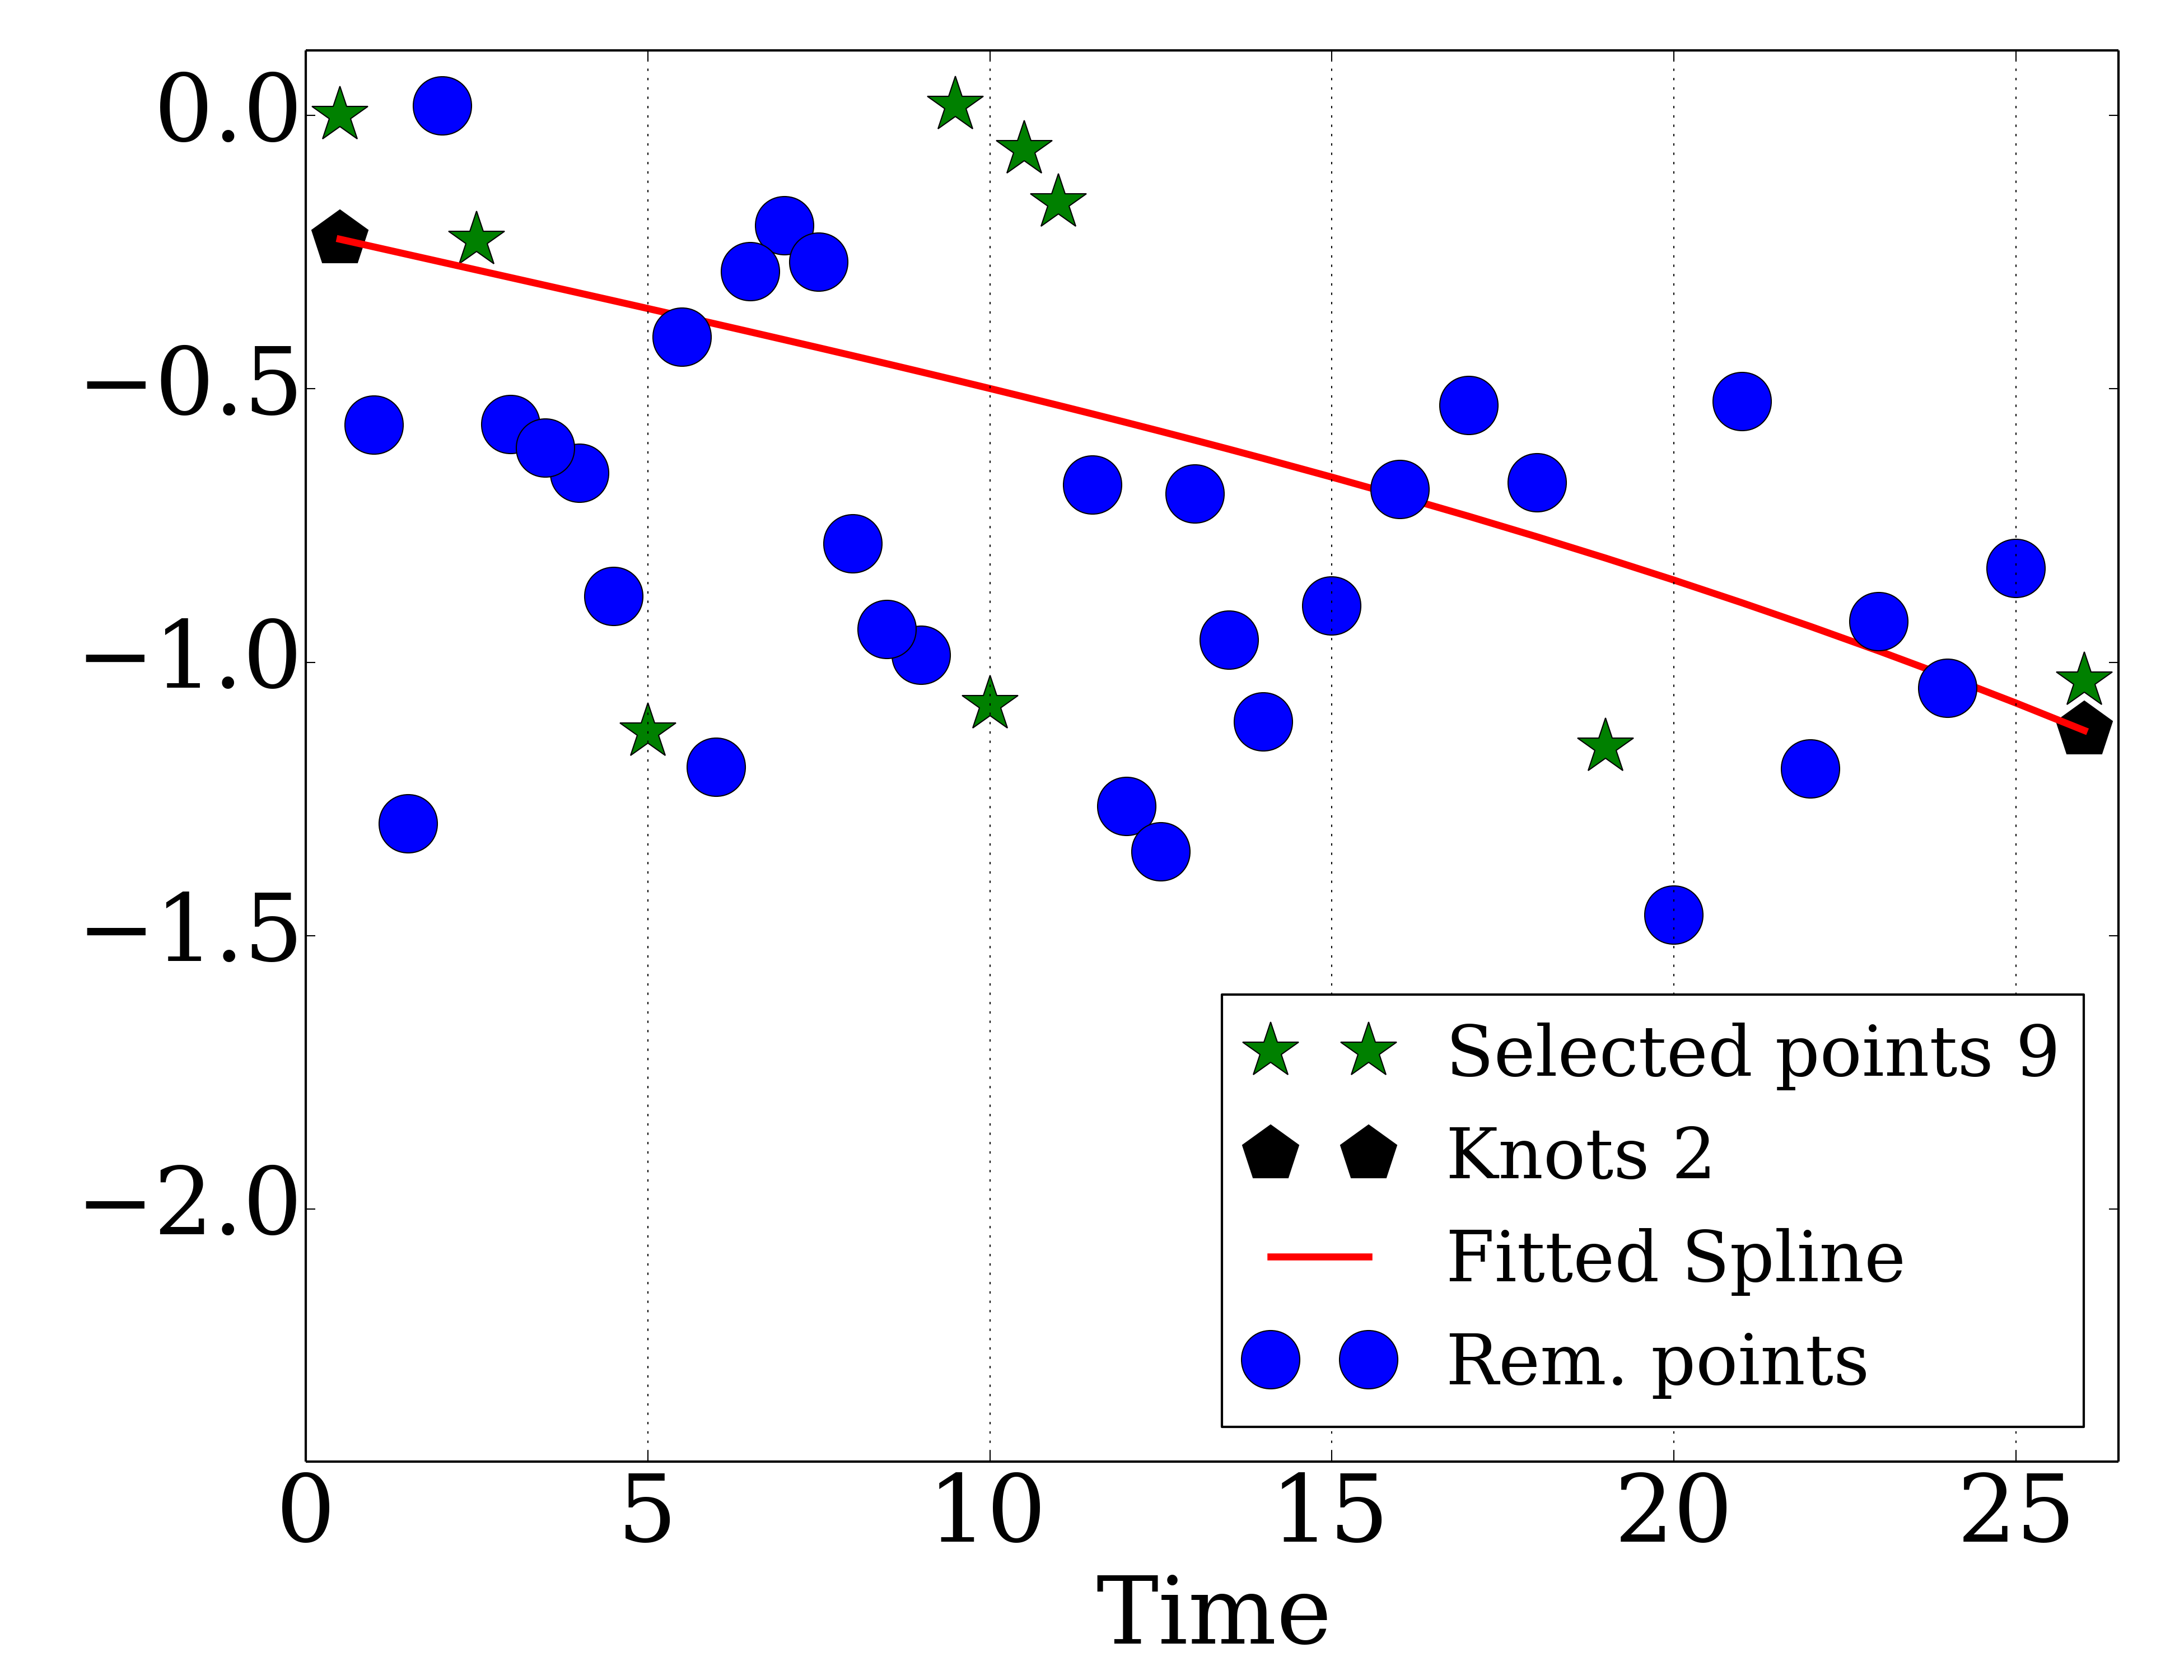 0.0
−0.5
−1.0
−1.5
−2.0
Selected points 9
Knots 2
Fitted Spline
Rem. points
0 5 10 15 20 25
Time